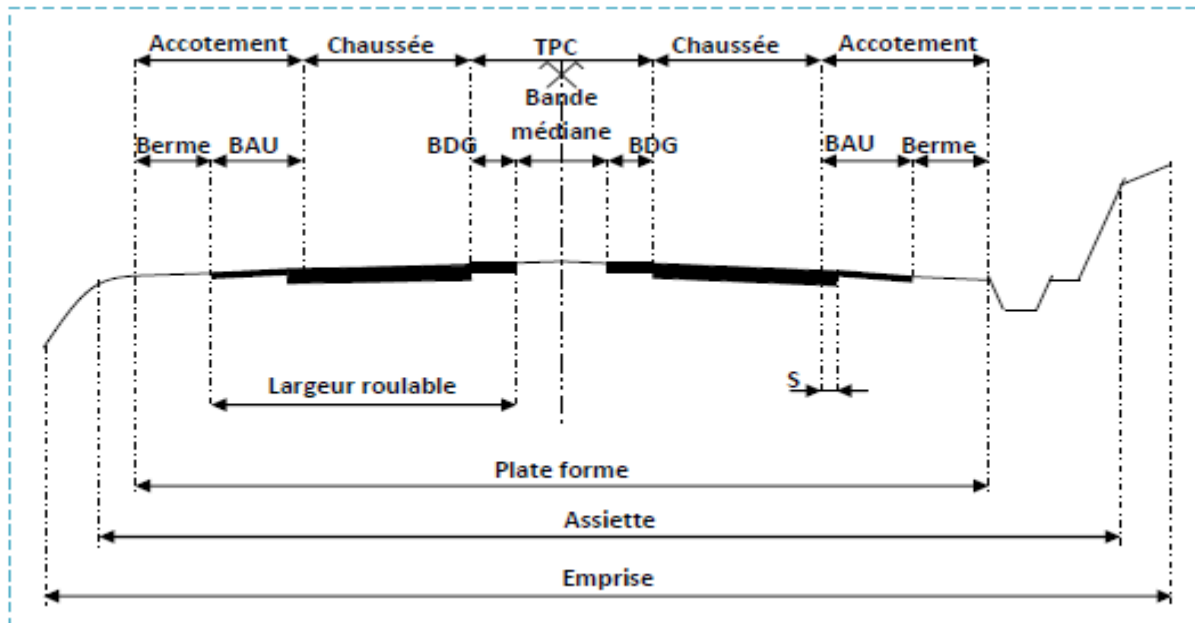 Accotement Chaussée TPC Chaussée Accotement
Bande
médiane
Berme BAU BDG BDG BAU Berme
Largeur roulable S
Plate forme
Assiette
Emprise